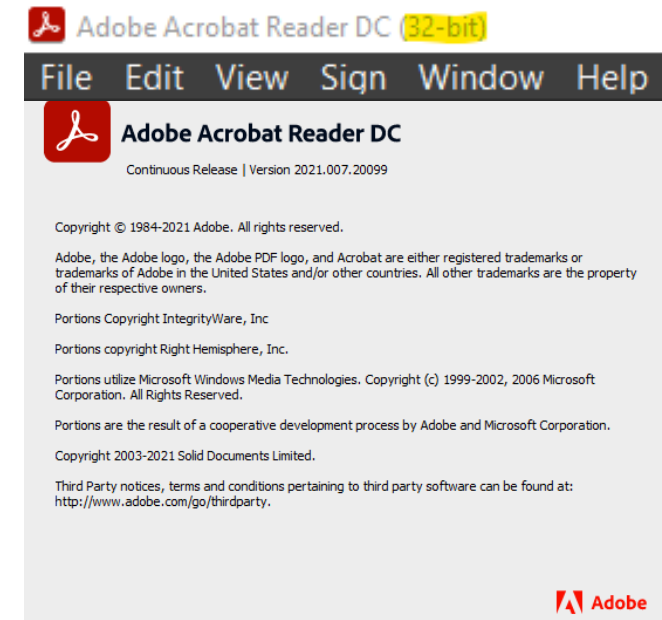 Adobe Acrobat Reader DC (32-bit)
File Edit View Sign Window Help
Adobe Acrobat Reader DC
Continuous Release | Version 2021.007.20099
Copyright © 1984-2021 Adobe. All rights reserved.
Adobe, the Adobe logo, the Adobe PDF logo, and Acrobat are either registered trademarks or
trademarks of Adobe in the United States and/or other countries. All other trademarks are the property
of their respective owners.
Portions Copyright IntegrityWare, Inc
Portions copyright Right Hemisphere, Inc.
Portions utilize Microsoft Windows Media Technologies. Copyright (c) 1999-2002, 2006 Microsoft
Corporation. All Rights Reserved.
Portions are the result of a cooperative development process by Adobe and Microsoft Corporation.
Copyright 2003-2021 Solid Documents Limited.
Third Party notices, terms and conditions pertaining to third party software can be found at:
http://www.adobe.com/go/thirdparty.
Adobe